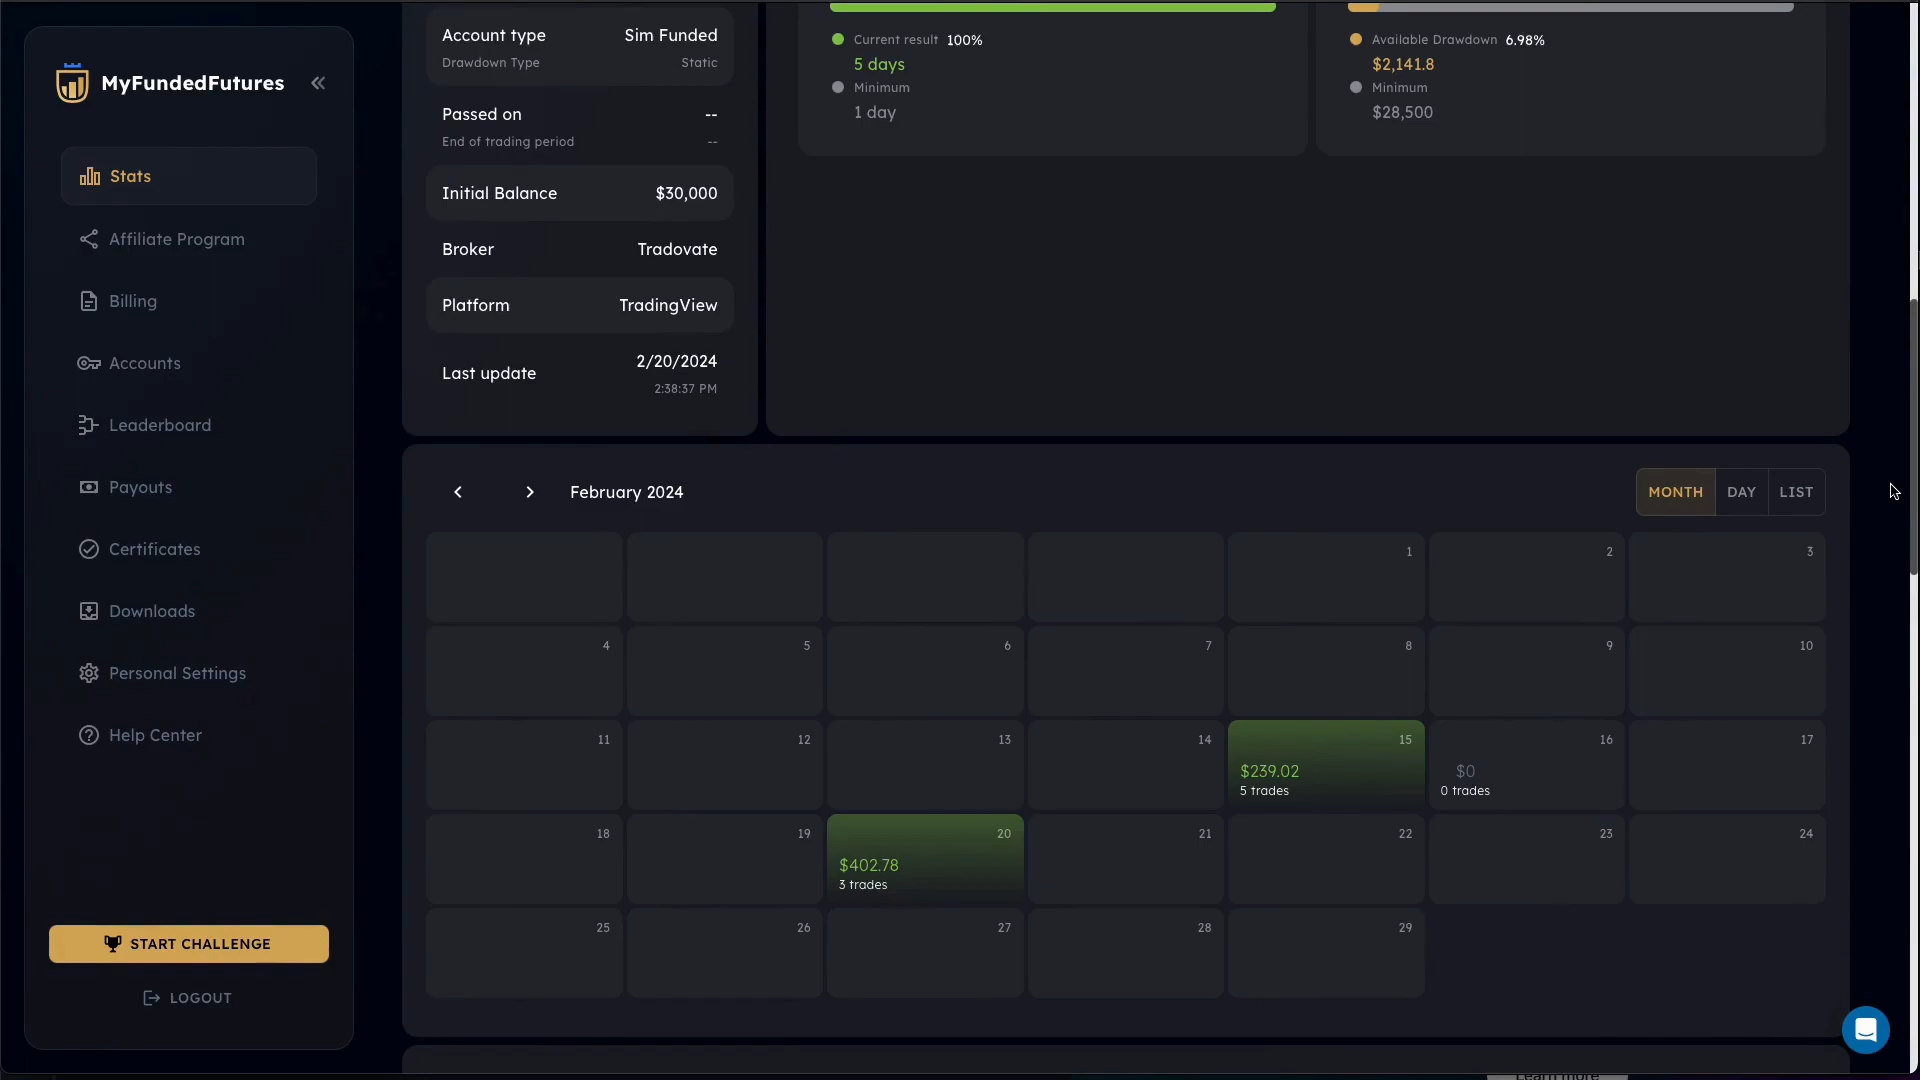 MyFundedFutures
Stats
Affiliate Program
Billing
Accounts
Leaderboard
Payouts
Certificates
Downloads
Personal Settings
Help Center
START CHALLENGE
LOGOUT
Account type Sim Funded
Drawdown Type Static
Passed on --
End of trading period --
Initial Balance $30,000
Broker Tradovate
Platform TradingView
Last update 2/20/2024
2:38:37 PM
Current result 100%
5 days
Minimum
1 day
Available Drawdown 6.98%
$2,141.8
Minimum
$28,500
February 2024
MONTH DAY LIST
1 2 3
4 5 6 7 8 9 10
11 12 13 14 15 16 17
$239.02 $0
5 trades 0 trades
18 19 20 21 22 23 24
$402.78
3 trades
25 26 27 28 29
Learn more